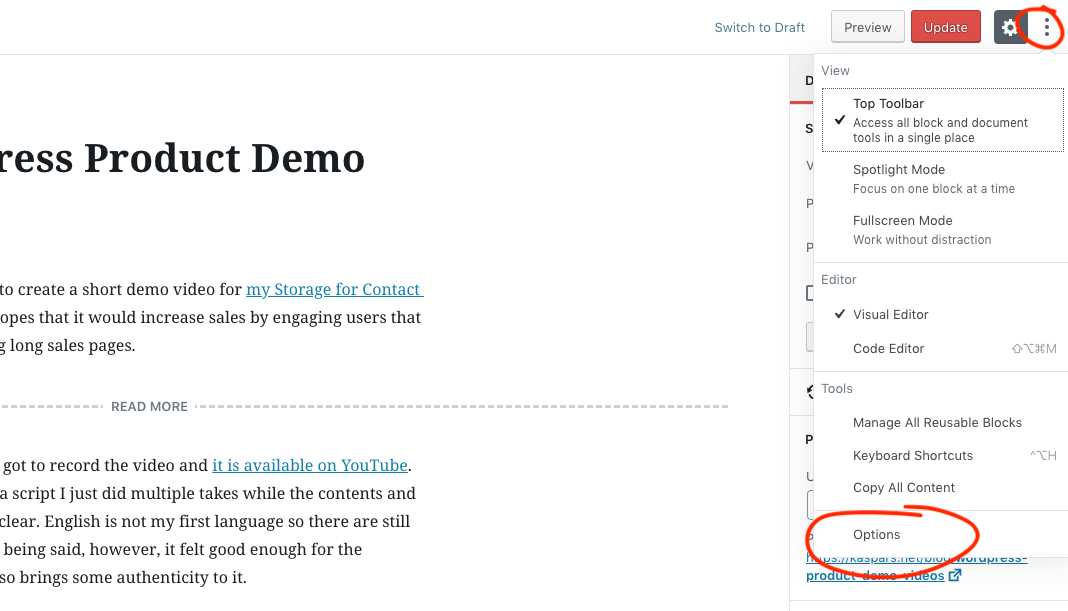 Switch to Draft
Preview
Update
ress Product Demo
to create a short demo video for my Storage for Contact
opes that it would increase sales by engaging users that
g long sales pages.
READ MORE
got to record the video and it is available on YouTube.
a script I just did multiple takes while the contents and
clear. English is not my first language so there are still
being said, however, it felt good enough for the
so brings some authenticity to it.
View
Top Toolbar
Access all block and document
tools in a single place
Spotlight Mode
Focus on one block at a time
Fullscreen Mode
Work without distraction
Editor
Visual Editor
Code Editor ⇧⌥⌘M
Tools
Manage All Reusable Blocks
Keyboard Shortcuts ^⌥H
Copy All Content
Options
D
S
V
P
P
P
U
https://kaspars.net/blog/wordpress-
product-demo-videos